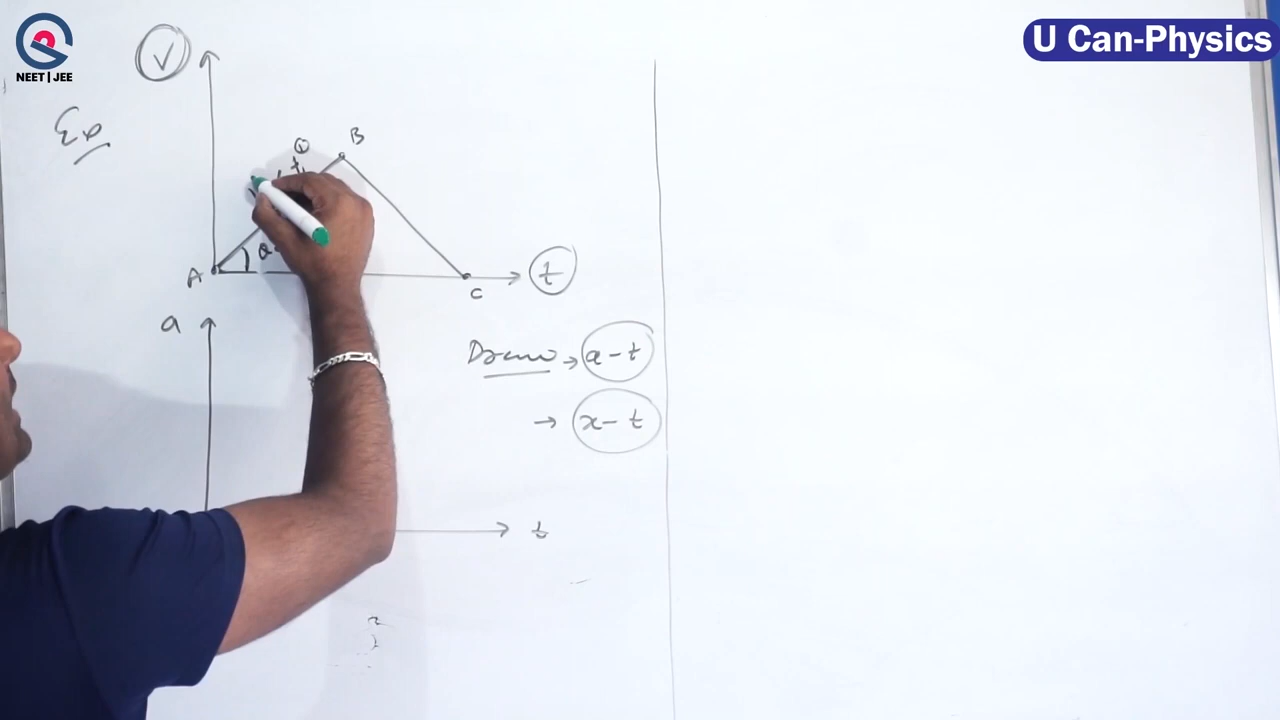 NEET | JEE
U Can-Physics
V
Ex
B
A
t
C
a
Draw → a-t
→ x-t
t